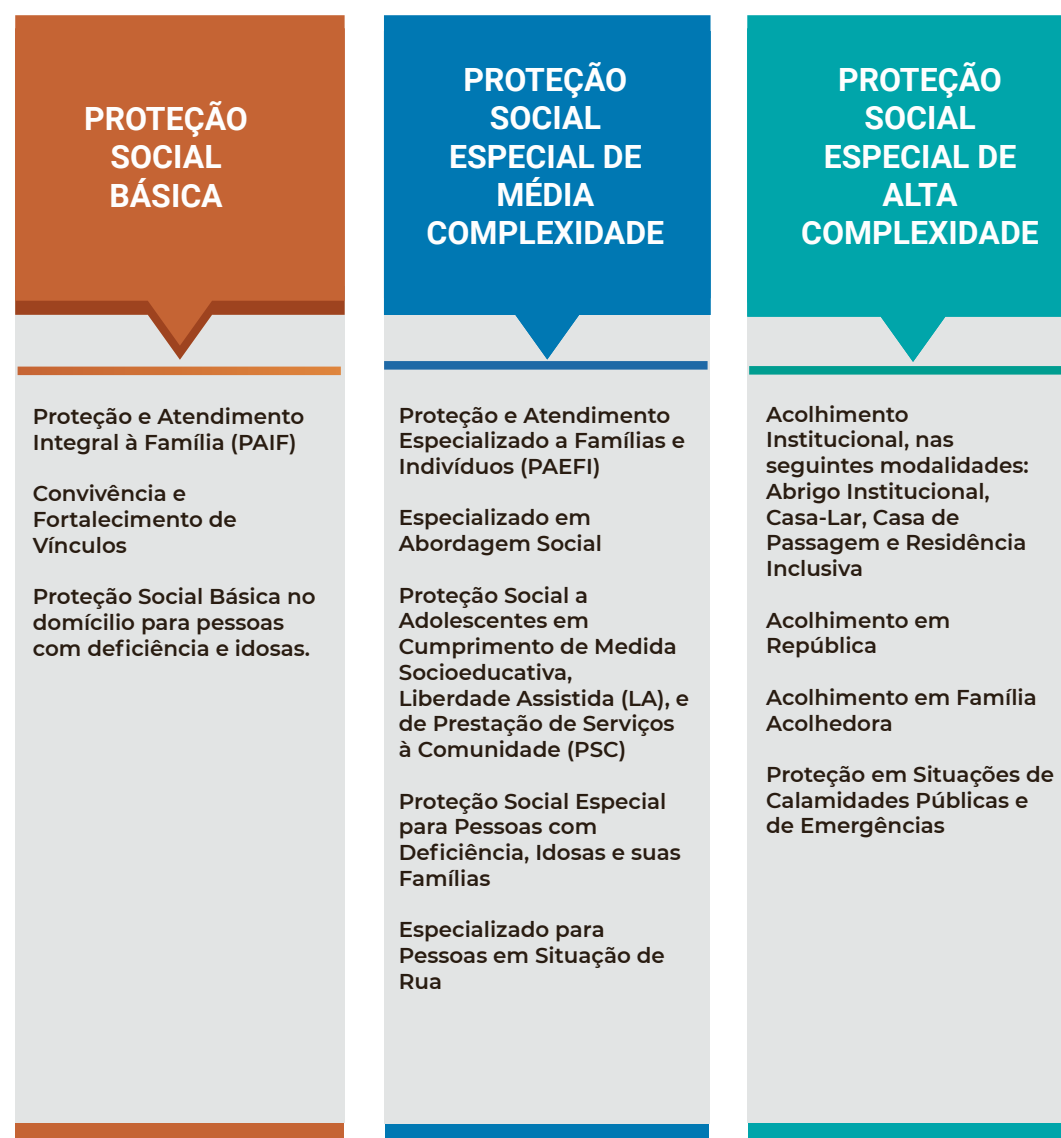 PROTEÇÃO
SOCIAL
BÁSICA
Proteção e Atendimento
Integral à Família (PAIF)
Convivência e
Fortalecimento de
Vínculos
Proteção Social Básica no
domícilio para pessoas
com deficiência e idosas.
PROTEÇÃO
SOCIAL
ESPECIAL DE
MÉDIA
COMPLEXIDADE
Proteção e Atendimento
Especializado a Famílias e
Indivíduos (PAEFI)
Especializado em
Abordagem Social
Proteção Social a
Adolescentes em
Cumprimento de Medida
Socioeducativa,
Liberdade Assistida (LA), e
de Prestação de Serviços
à Comunidade (PSC)
Proteção Social Especial
para Pessoas com
Deficiência, Idosas e suas
Famílias
Especializado para
Pessoas em Situação de
Rua
PROTEÇÃO
SOCIAL
ESPECIAL DE
ALTA
COMPLEXIDADE
Acolhimento
Institucional, nas
seguintes modalidades:
Abrigo Institucional,
Casa-Lar, Casa de
Passagem e Residência
Inclusiva
Acolhimento em
República
Acolhimento em Família
Acolhedora
Proteção em Situações de
Calamidades Públicas e
de Emergências